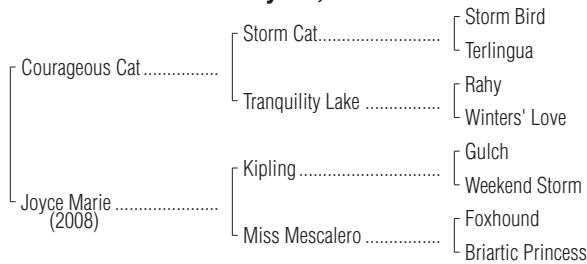 Storm Bird
Storm Cat..............................
Terlingua
Courageous Cat ..................
Rahy
Tranquility Lake ..................
Winters' Love
Gulch
Kipling ..................................
Weekend Storm
Joyce Marie .........................
(2008)
Foxhound
Miss Mescalero ..................
Briartic Princess